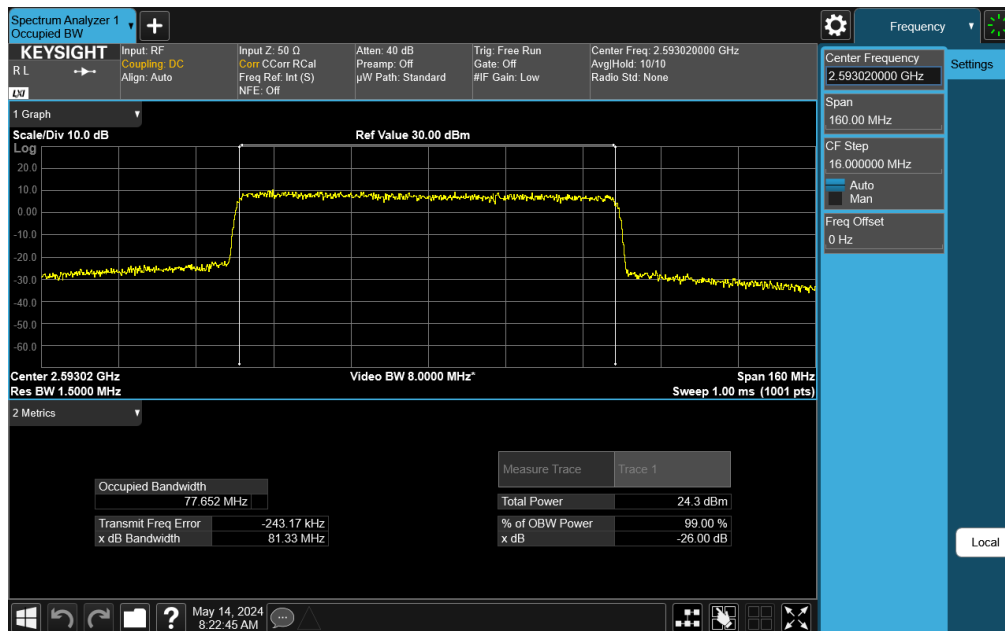 Spectrum Analyzer 1
Occupied BW
Frequency
KEYSIGHT
R L
LXI
Input: RF
Coupling: DC
Align: Auto
Input Z: 50 Ω
Corr CCorr RCal
Freq Ref: Int (S)
NFE: Off
Atten: 40 dB
Preamp: Off
µW Path: Standard
Trig: Free Run
Gate: Off
#IF Gain: Low
Center Freq: 2.593020000 GHz
Avg|Hold: 10/10
Radio Std: None
Center Frequency
2.593020000 GHz
Settings
Span
160.00 MHz
CF Step
16.000000 MHz
Auto
Man
Freq Offset
0 Hz
1 Graph
Scale/Div 10.0 dB
Ref Value 30.00 dBm
Log
20.0
10.0
0.00
-10.0
-20.0
-30.0
-40.0
-50.0
-60.0
Center 2.59302 GHz
Video BW 8.0000 MHz*
Span 160 MHz
Res BW 1.5000 MHz
Sweep 1.00 ms (1001 pts)
2 Metrics
Measure Trace
Trace 1
Occupied Bandwidth
77.652 MHz
Total Power
24.3 dBm
Transmit Freq Error
-243.17 kHz
% of OBW Power
99.00 %
x dB Bandwidth
81.33 MHz
x dB
-26.00 dB
Local
?
May 14, 2024
8:22:45 AM